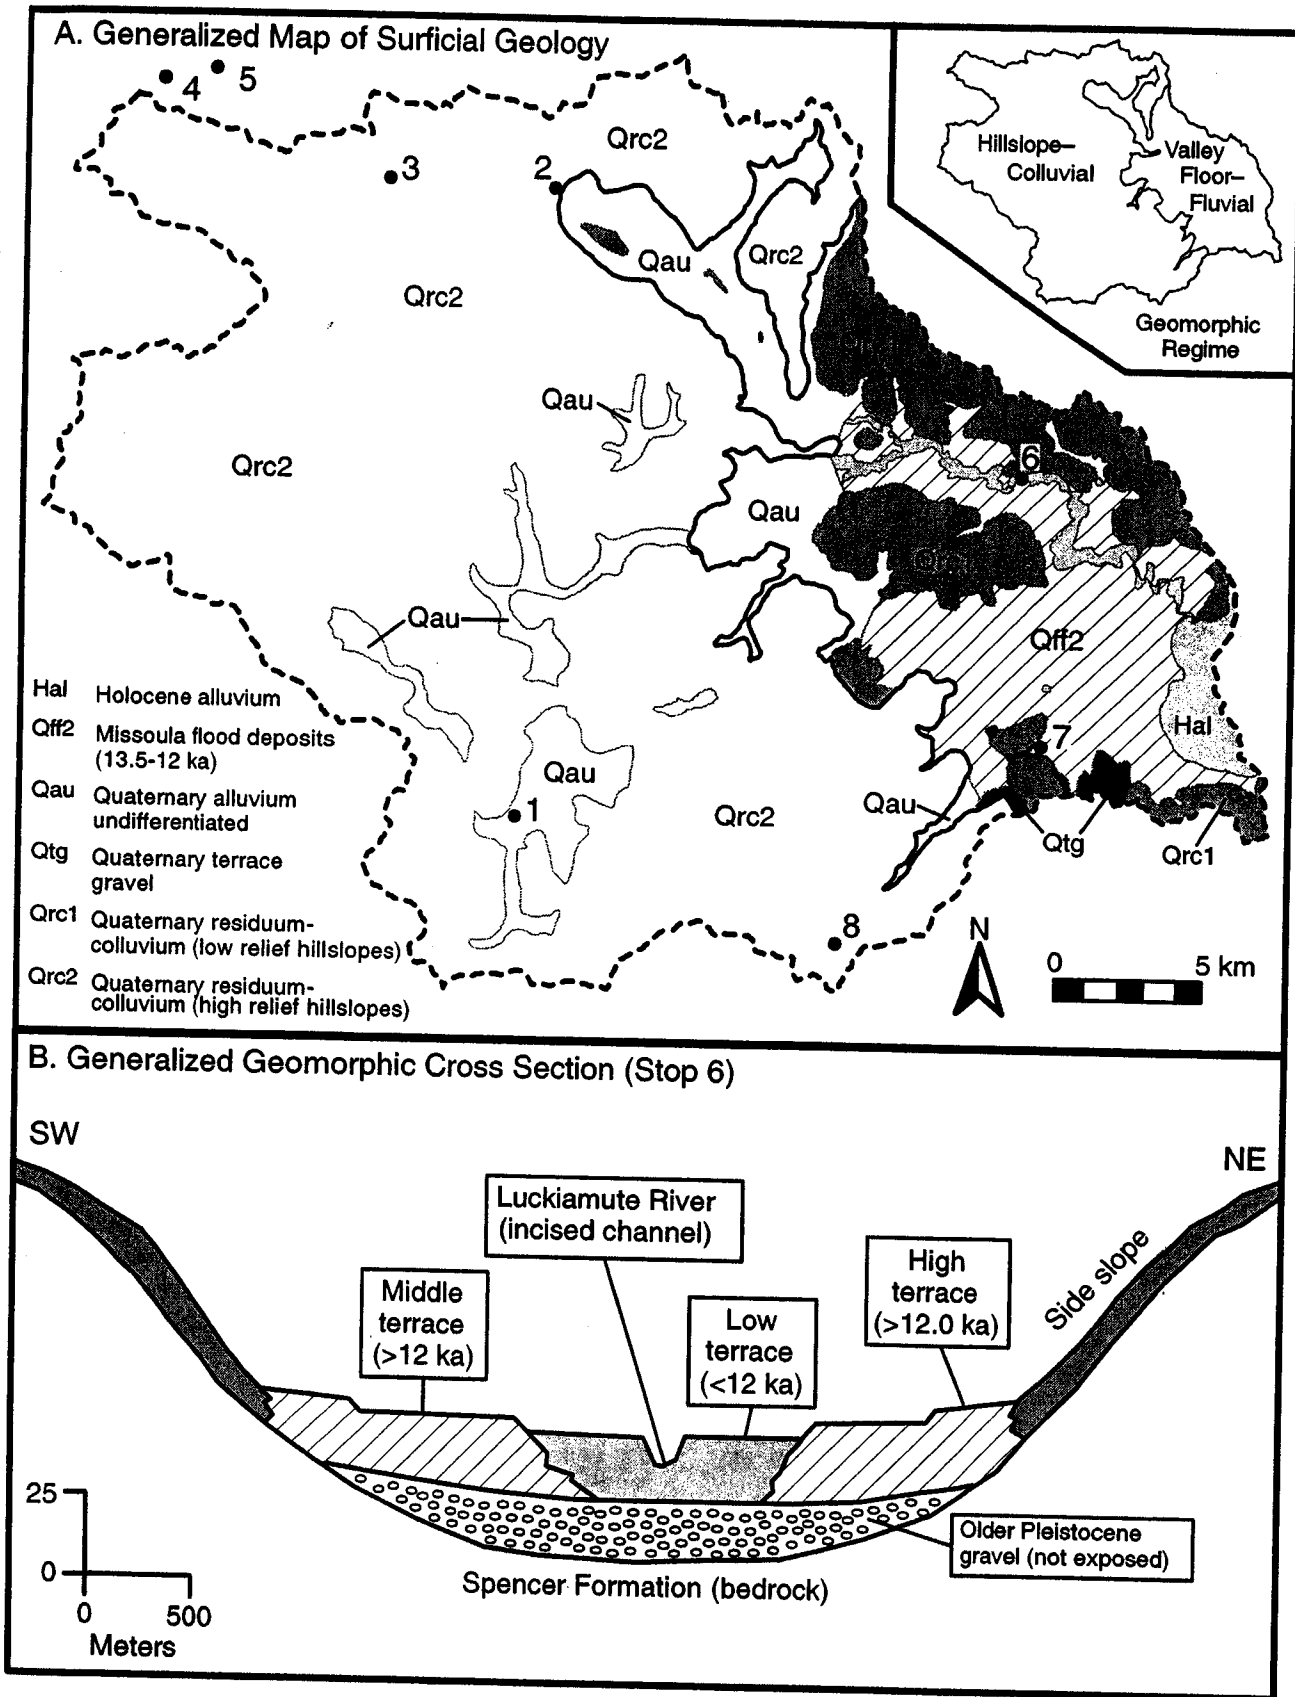 A. Generalized Map of Surficial Geology
4
5
3
2
Qrc2
Qau
Qrc2
Qrc2
Hillslope–
Colluvial
Valley
Floor–
Fluvial
Geomorphic
Regime
Qau
Qrc2
6
Qau
Qau
Qff2
Hal
Qau
1
Qrc2
Qau
7
Qtg
Qrc1
8
Hal Holocene alluvium
Qff2 Missoula flood deposits
(13.5-12 ka)
Qau Quaternary alluvium
undifferentiated
Qtg Quaternary terrace
gravel
Qrc1 Quaternary residuum-
colluvium (low relief hillslopes)
Qrc2 Quaternary residuum-
colluvium (high relief hillslopes)
N
0 5 km
B. Generalized Geomorphic Cross Section (Stop 6)
SW
NE
Luckiamute River
(incised channel)
Middle
terrace
(>12 ka)
Low
terrace
(<12 ka)
High
terrace
(>12.0 ka)
Side slope
25
0
0 500
Meters
Older Pleistocene
gravel (not exposed)
Spencer Formation (bedrock)